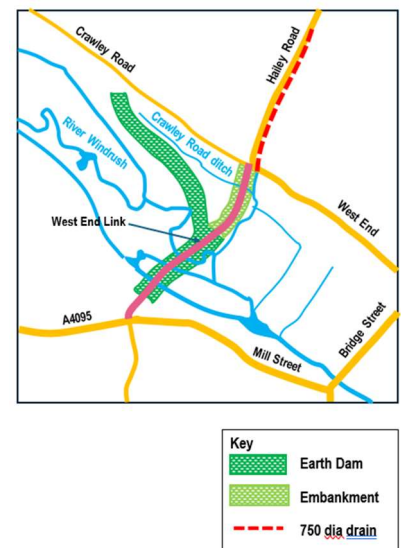 Crawley Road
Hailey Road
River Windrush
Crawley Road ditch
West End Link
West End
A4095
Mill Street
Bridge Street
Key
Earth Dam
Embankment
750 dia drain